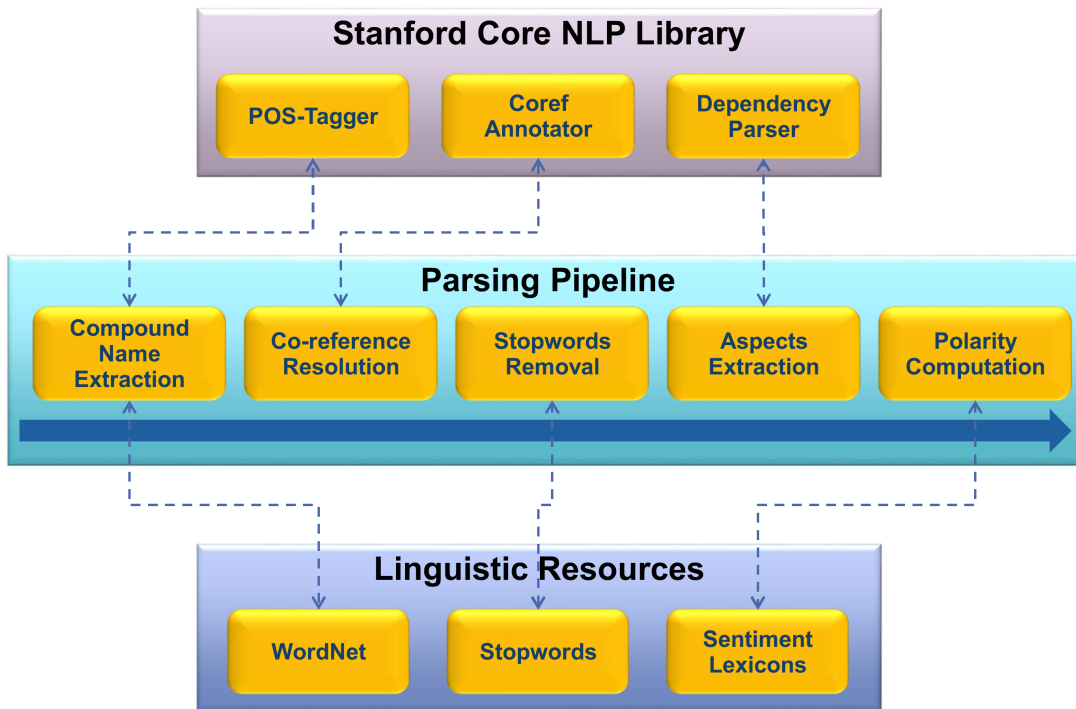 Stanford Core NLP Library
POS-Tagger
Coref
Annotator
Dependency
Parser
Parsing Pipeline
Compound
Name
Extraction
Co-reference
Resolution
Stopwords
Removal
Aspects
Extraction
Polarity
Computation
Linguistic Resources
WordNet
Stopwords
Sentiment
Lexicons